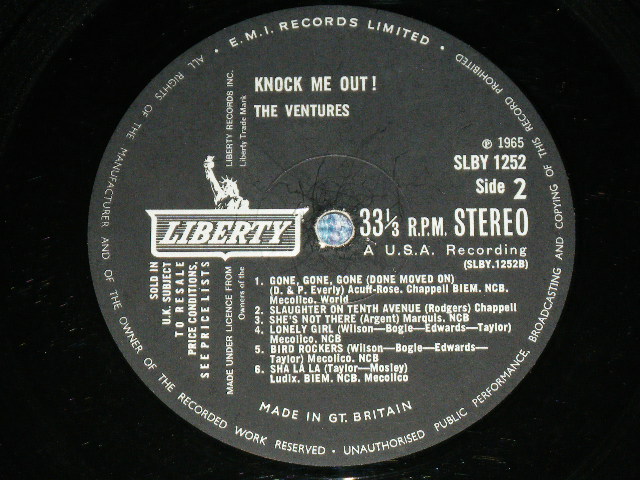 E.M.I. RECORDS LIMITED
ALL RIGHTS OF THE MANUFACTURER AND OF THE OWNER OF THE RECORDED WORK RESERVED • UNAUTHORISED PUBLIC PERFORMANCE, BROADCASTING AND COPYING OF THIS RECORD PROHIBITED
KNOCK ME OUT!
THE VENTURES
LIBERTY RECORDS INC.
Liberty Trade Mark
℗ 1965
SLBY 1252
Side 2
LIBERTY
33⅓ R.P.M. STEREO
A U.S.A. Recording
(SLBY.1252B)
SOLD IN
U.K. SUBJECT
TO RESALE
PRICE CONDITIONS,
SEE PRICE LISTS
MADE UNDER LICENCE FROM
Owners of the
1. GONE, GONE, GONE (DONE MOVED ON)
(D. & P. Everly) Acuff-Rose. Chappell BIEM. NCB.
Mecolico. World
2. SLAUGHTER ON TENTH AVENUE (Rodgers) Chappell
3. SHE'S NOT THERE (Argent) Marquis. NCB
4. LONELY GIRL (Wilson—Bogle—Edwards—Taylor)
Mecolico. NCB
5. BIRD ROCKERS (Wilson—Bogle—Edwards—
Taylor) Mecolico. NCB
6. SHA LA LA (Taylor—Mosley)
Ludix. BIEM. NCB. Mecolico
MADE IN GT. BRITAIN